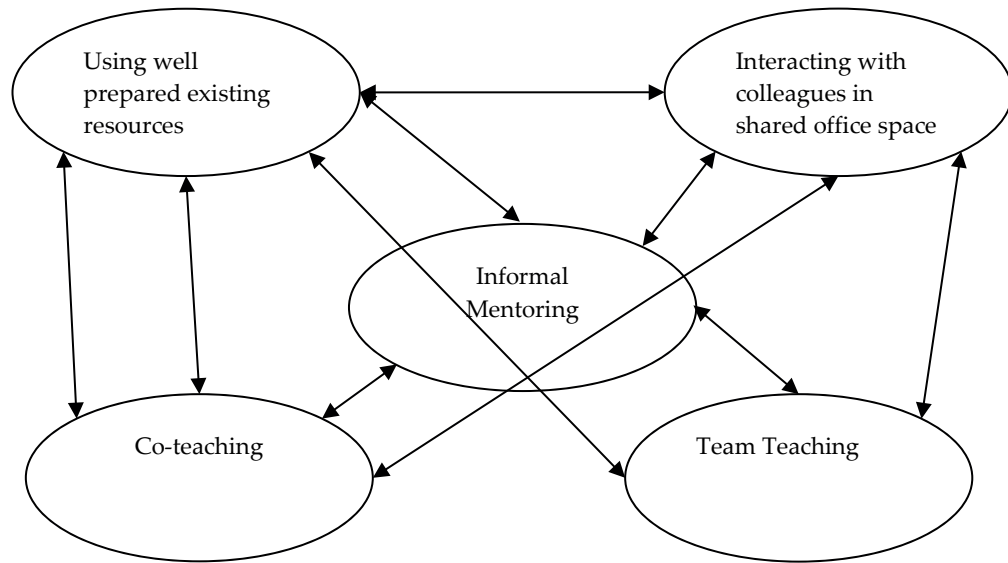 Using well
prepared existing
resources
Interacting with
colleagues in
shared office space
Informal
Mentoring
Co-teaching
Team Teaching